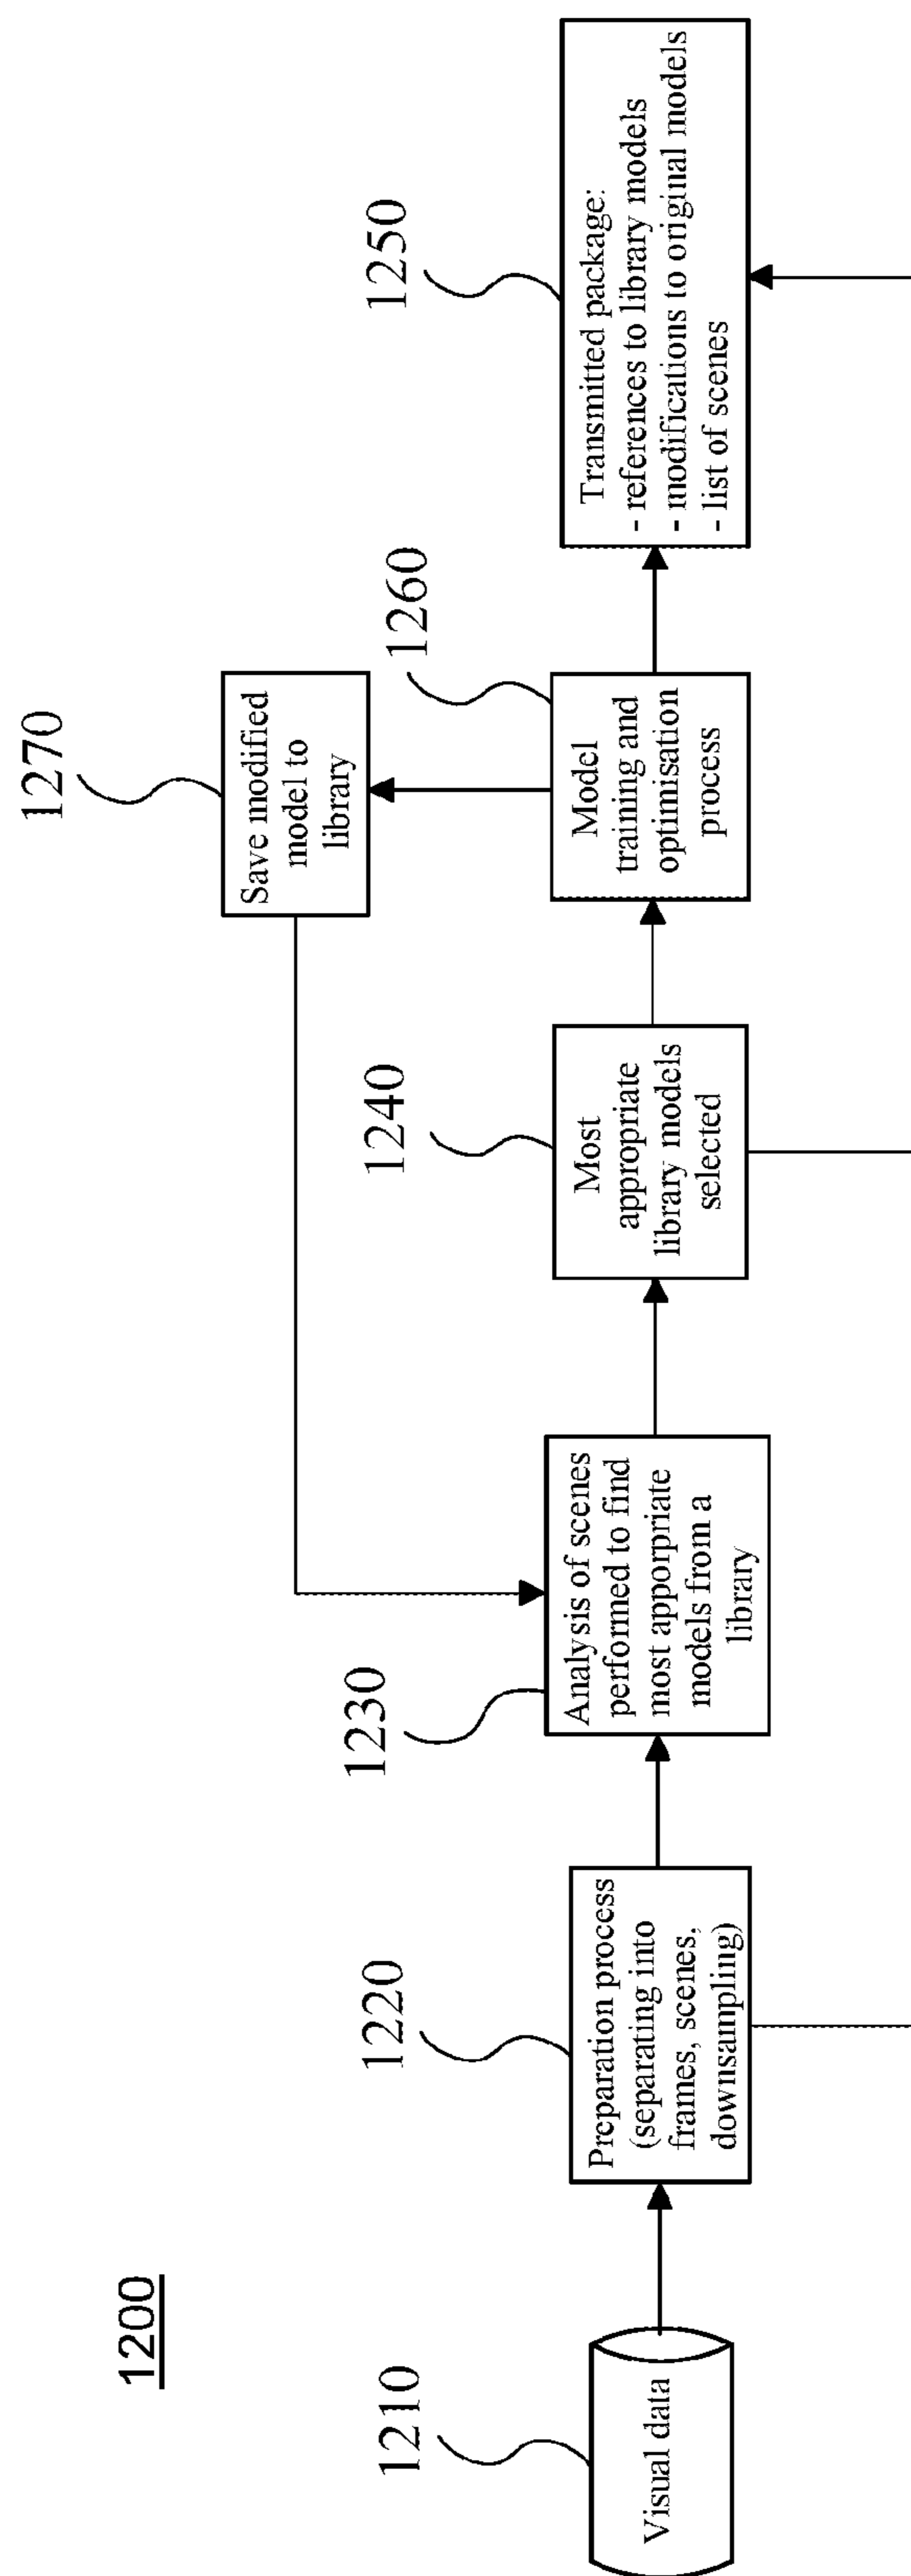 1200
1210
Visual data
1220
Preparation process
(separating into
frames, scenes,
downsampling)
1230
Analysis of scenes
performed to find
most apporpriate
models from a
library
1240
Most
appropriate
library models
selected
1260
Model
training and
optimisation
process
1270
Save modified
model to
library
1250
Transmitted package:
- references to library models
- modifications to original models
- list of scenes